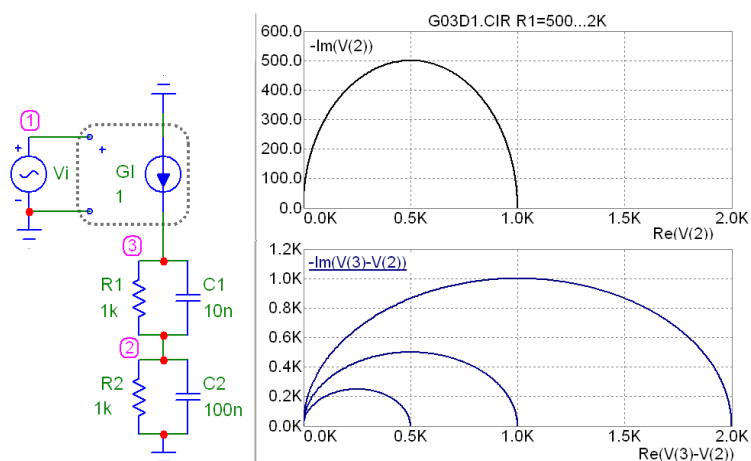 1
+
-
Vi
+
GI
1
3
R1
1k
C1
10n
2
R2
1k
C2
100n
G03D1.CIR R1=500...2K
600.0
-Im(V(2))
500.0
400.0
300.0
200.0
100.0
0.0
0.0K 0.5K 1.0K 1.5K 2.0K
Re(V(2))
1.2K
-Im(V(3)-V(2))
1.0K
0.8K
0.6K
0.4K
0.2K
0.0K
0.0K 0.5K 1.0K 1.5K 2.0K
Re(V(3)-V(2))